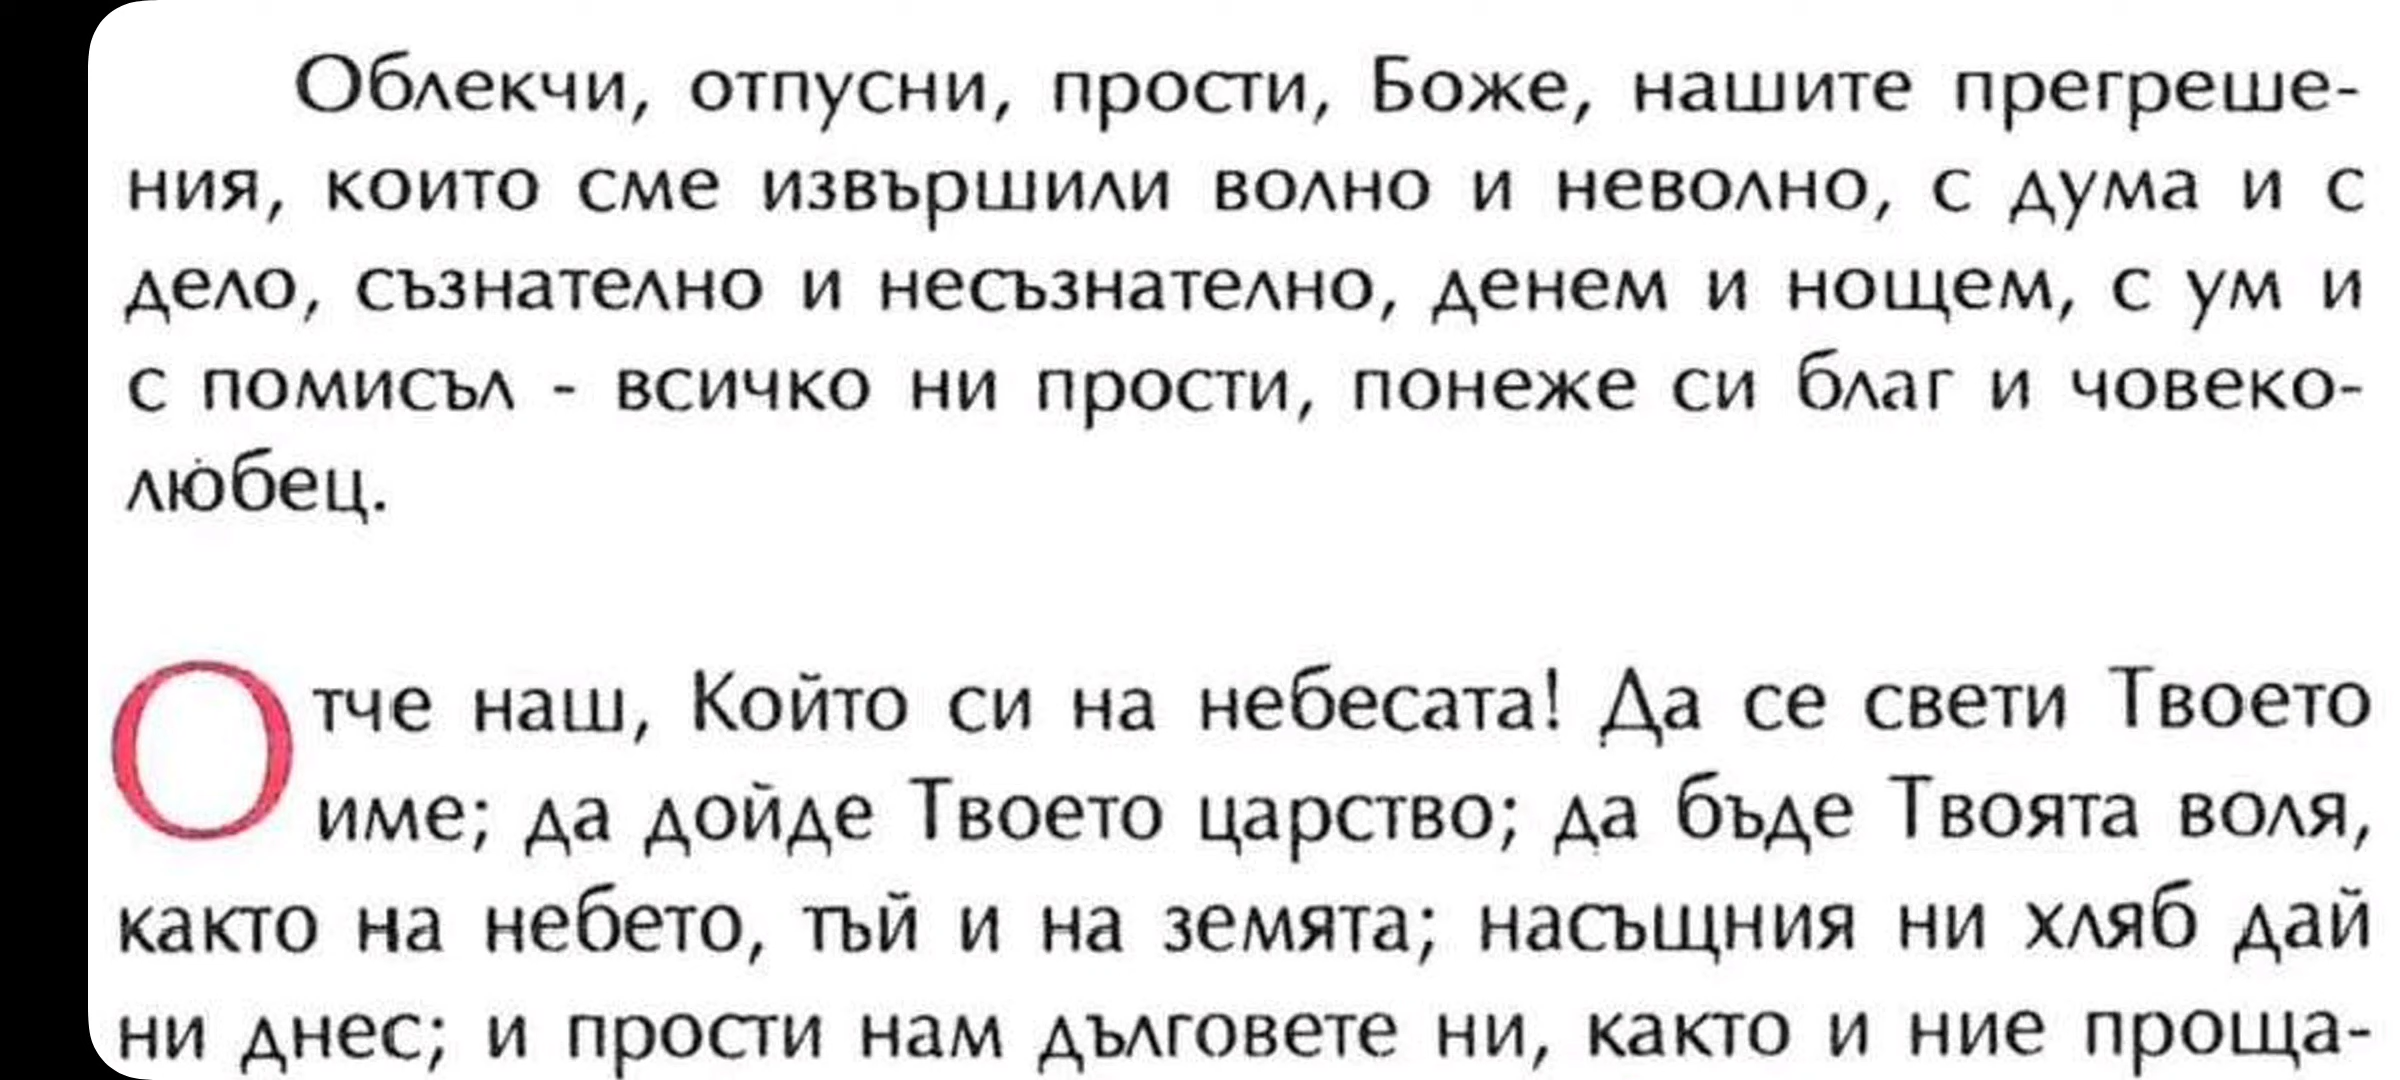 Облекчи, отпусни, прости, Боже, нашите прегреше-
ния, които сме извършили волно и неволно, с дума и с
дело, съзнателно и несъзнателно, денем и нощем, с ум и
с помисъл - всичко ни прости, понеже си благ и човеко-
любец.
Отче наш, Който си на небесата! Да се свети Твоето
име; да дойде Твоето царство; да бъде Твоята воля,
както на небето, тъй и на земята; насъщния ни хляб дай
ни днес; и прости нам дълговете ни, както и ние проща-